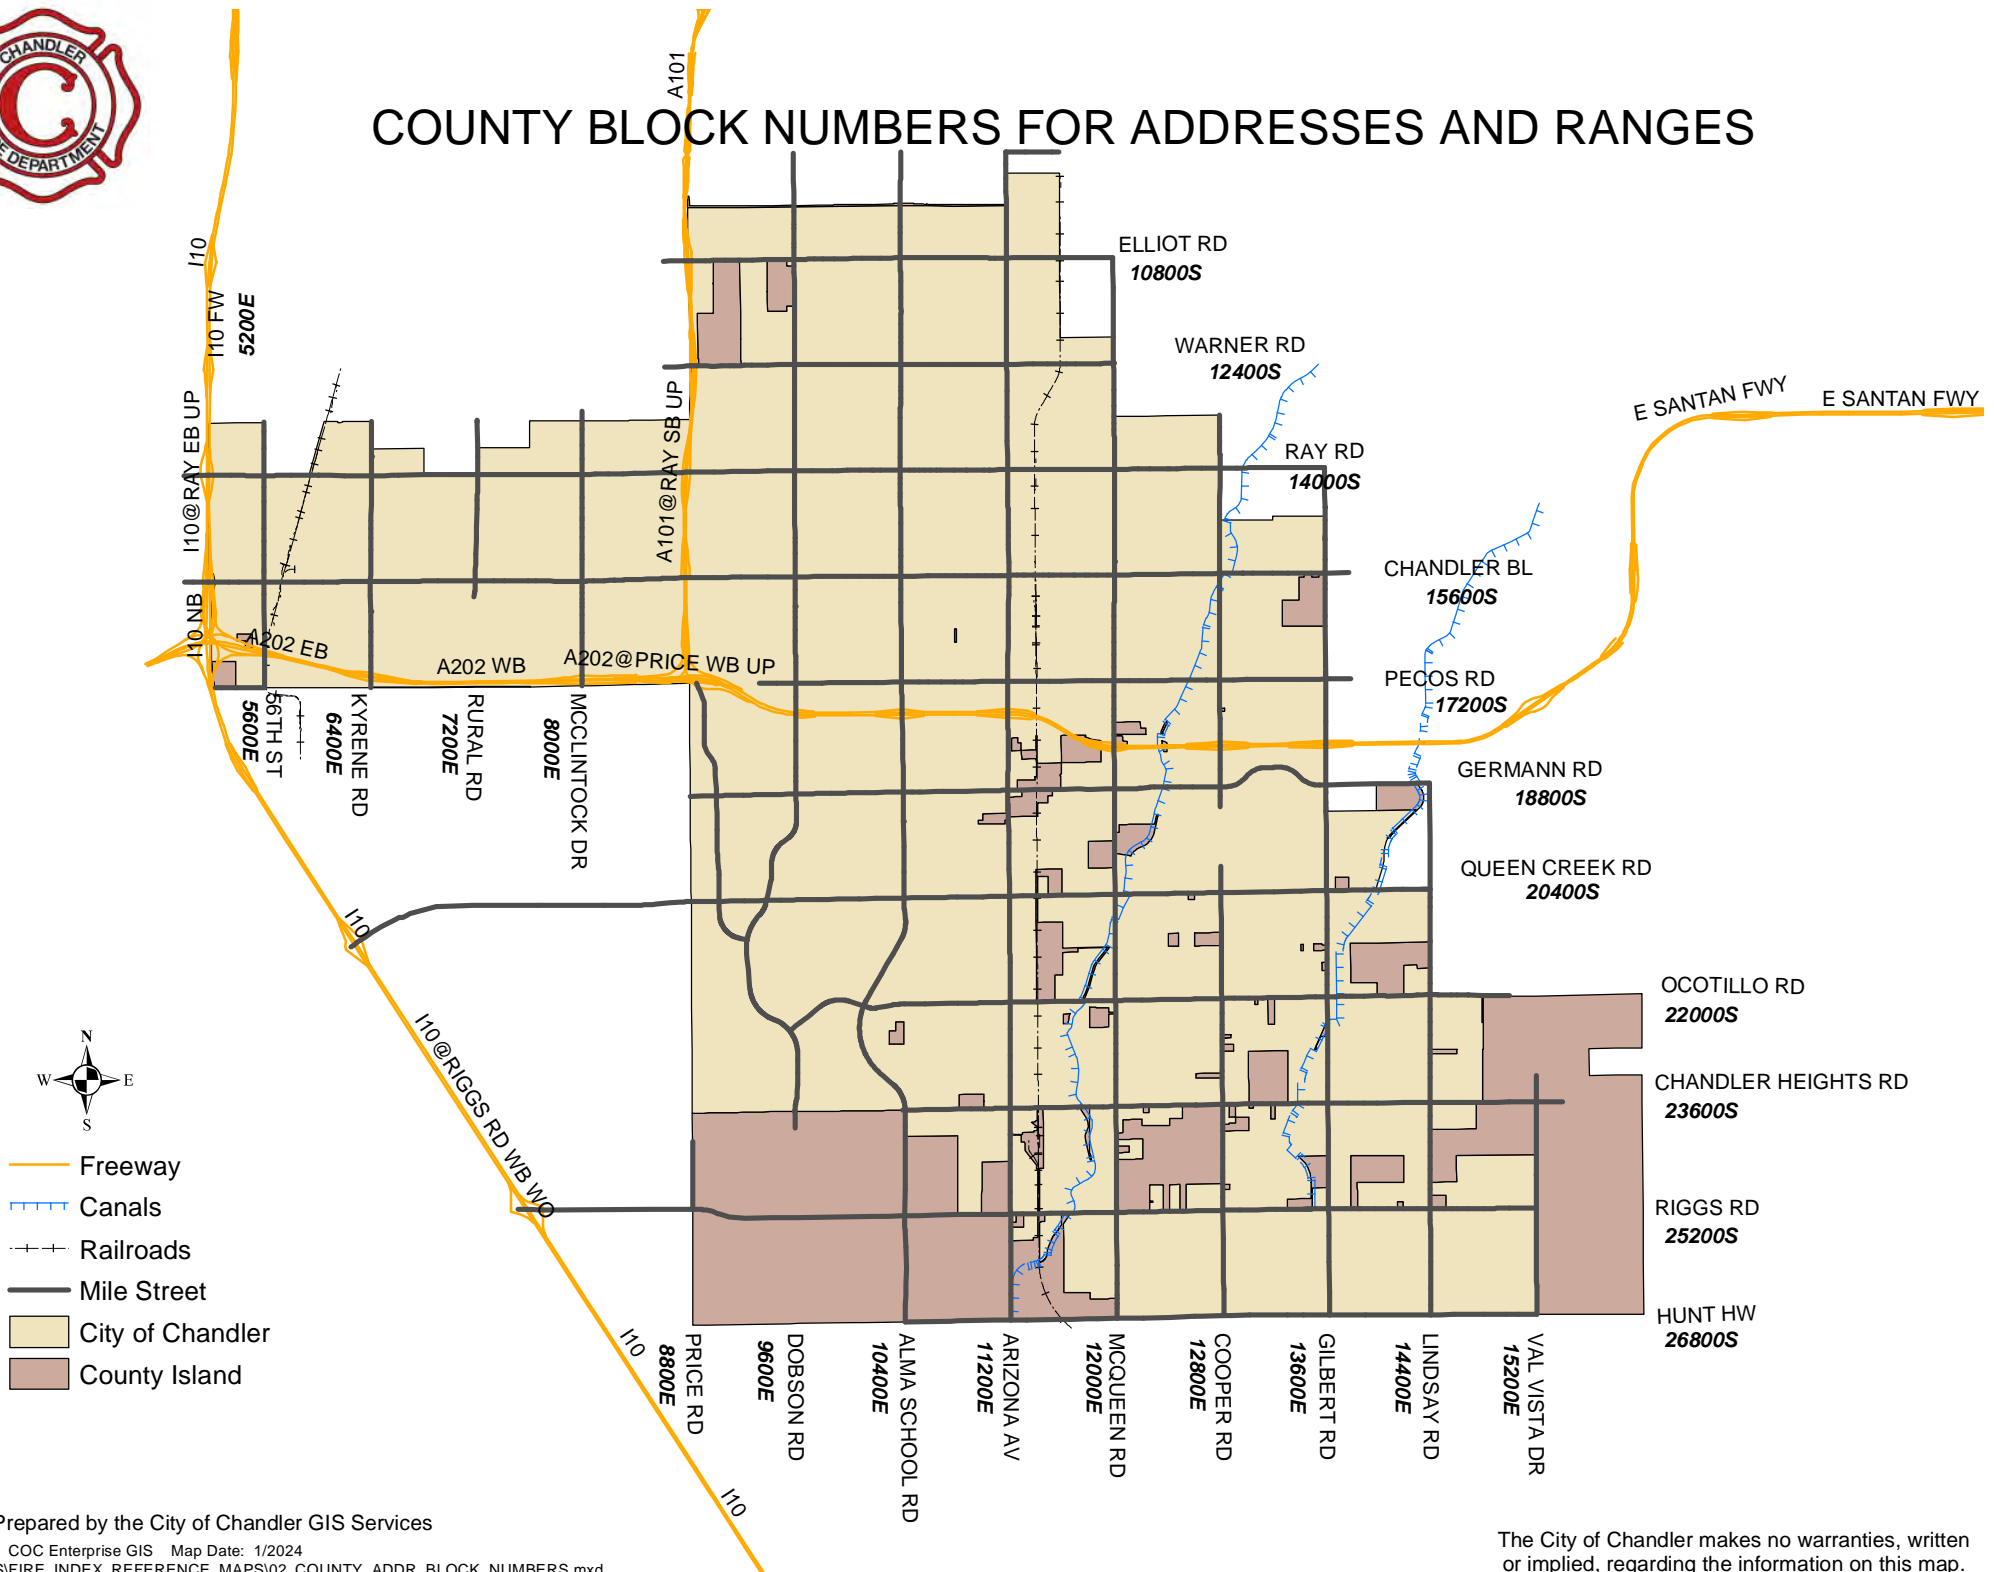 CHANDLER
C
DEPARTMENT
COUNTY BLOCK NUMBERS FOR ADDRESSES AND RANGES
A101
I10
I10 FW
5200E
ELLIOT RD
10800S
WARNER RD
12400S
E SANTAN FWY
E SANTAN FWY
I10@RAY EB UP
A101@RAY SB UP
RAY RD
14000S
CHANDLER BL
15600S
I10 NB
A202 EB
A202 WB
A202@PRICE WB UP
PECOS RD
17200S
56TH ST
5600E
KYRENE RD
6400E
RURAL RD
7200E
MCCLINTOCK DR
8000E
GERMANN RD
18800S
QUEEN CREEK RD
20400S
I10
OCOTILLO RD
22000S
I10@RIGGS RD WB WO
CHANDLER HEIGHTS RD
23600S
RIGGS RD
25200S
HUNT HW
26800S
N
W
E
S
Freeway
Canals
Railroads
Mile Street
City of Chandler
County Island
I10
PRICE RD
8800E
DOBSON RD
9600E
ALMA SCHOOL RD
10400E
ARIZONA AV
11200E
MCQUEEN RD
12000E
COOPER RD
12800E
GILBERT RD
13600E
LINDSAY RD
14400E
VAL VISTA DR
15200E
I10
Prepared by the City of Chandler GIS Services
COC Enterprise GIS Map Date: 1/2024
S\FIRE_INDEX_REFERENCE_MAPS\02_COUNTY_ADDR_BLOCK_NUMBERS.mxd
The City of Chandler makes no warranties, written
or implied, regarding the information on this map.